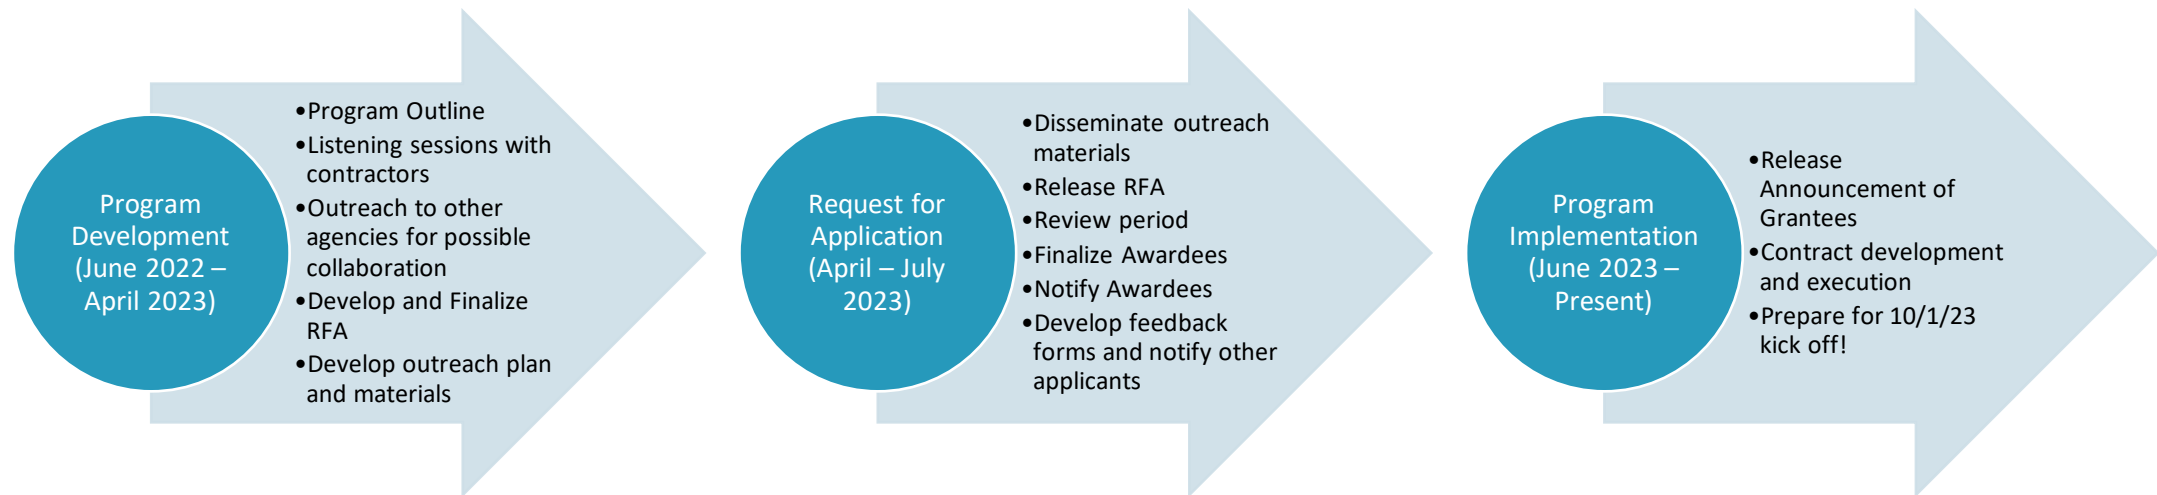 Program
Development
(June 2022 –
April 2023)
•Program Outline
•Listening sessions with
contractors
•Outreach to other
agencies for possible
collaboration
•Develop and Finalize
RFA
•Develop outreach plan
and materials
Request for
Application
(April – July
2023)
•Disseminate outreach
materials
•Release RFA
•Review period
•Finalize Awardees
•Notify Awardees
•Develop feedback
forms and notify other
applicants
Program
Implementation
(June 2023 –
Present)
•Release
Announcement of
Grantees
•Contract development
and execution
•Prepare for 10/1/23
kick off!